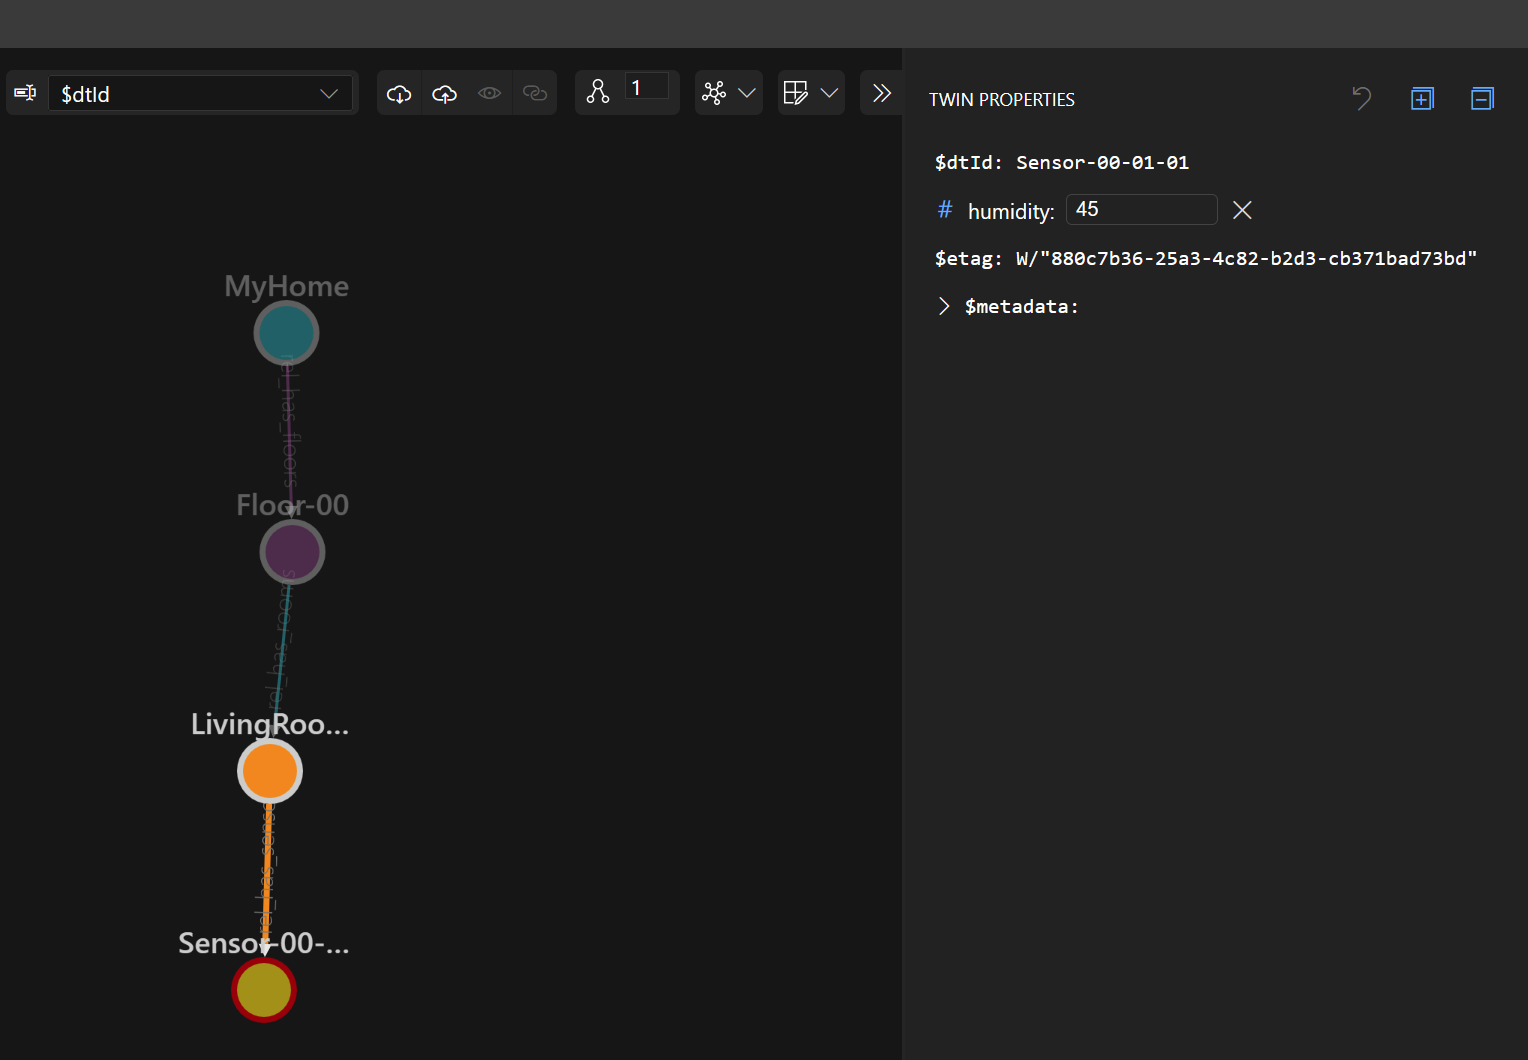 $dtId
1
TWIN PROPERTIES
$dtId: Sensor-00-01-01
# humidity: 45
$etag: W/"880c7b36-25a3-4c82-b2d3-cb371bad73bd"
> $metadata:
MyHome
rel_has_floors
Floor-00
rel_has_rooms
LivingRoo...
rel_has_sens
Sensor-00-...